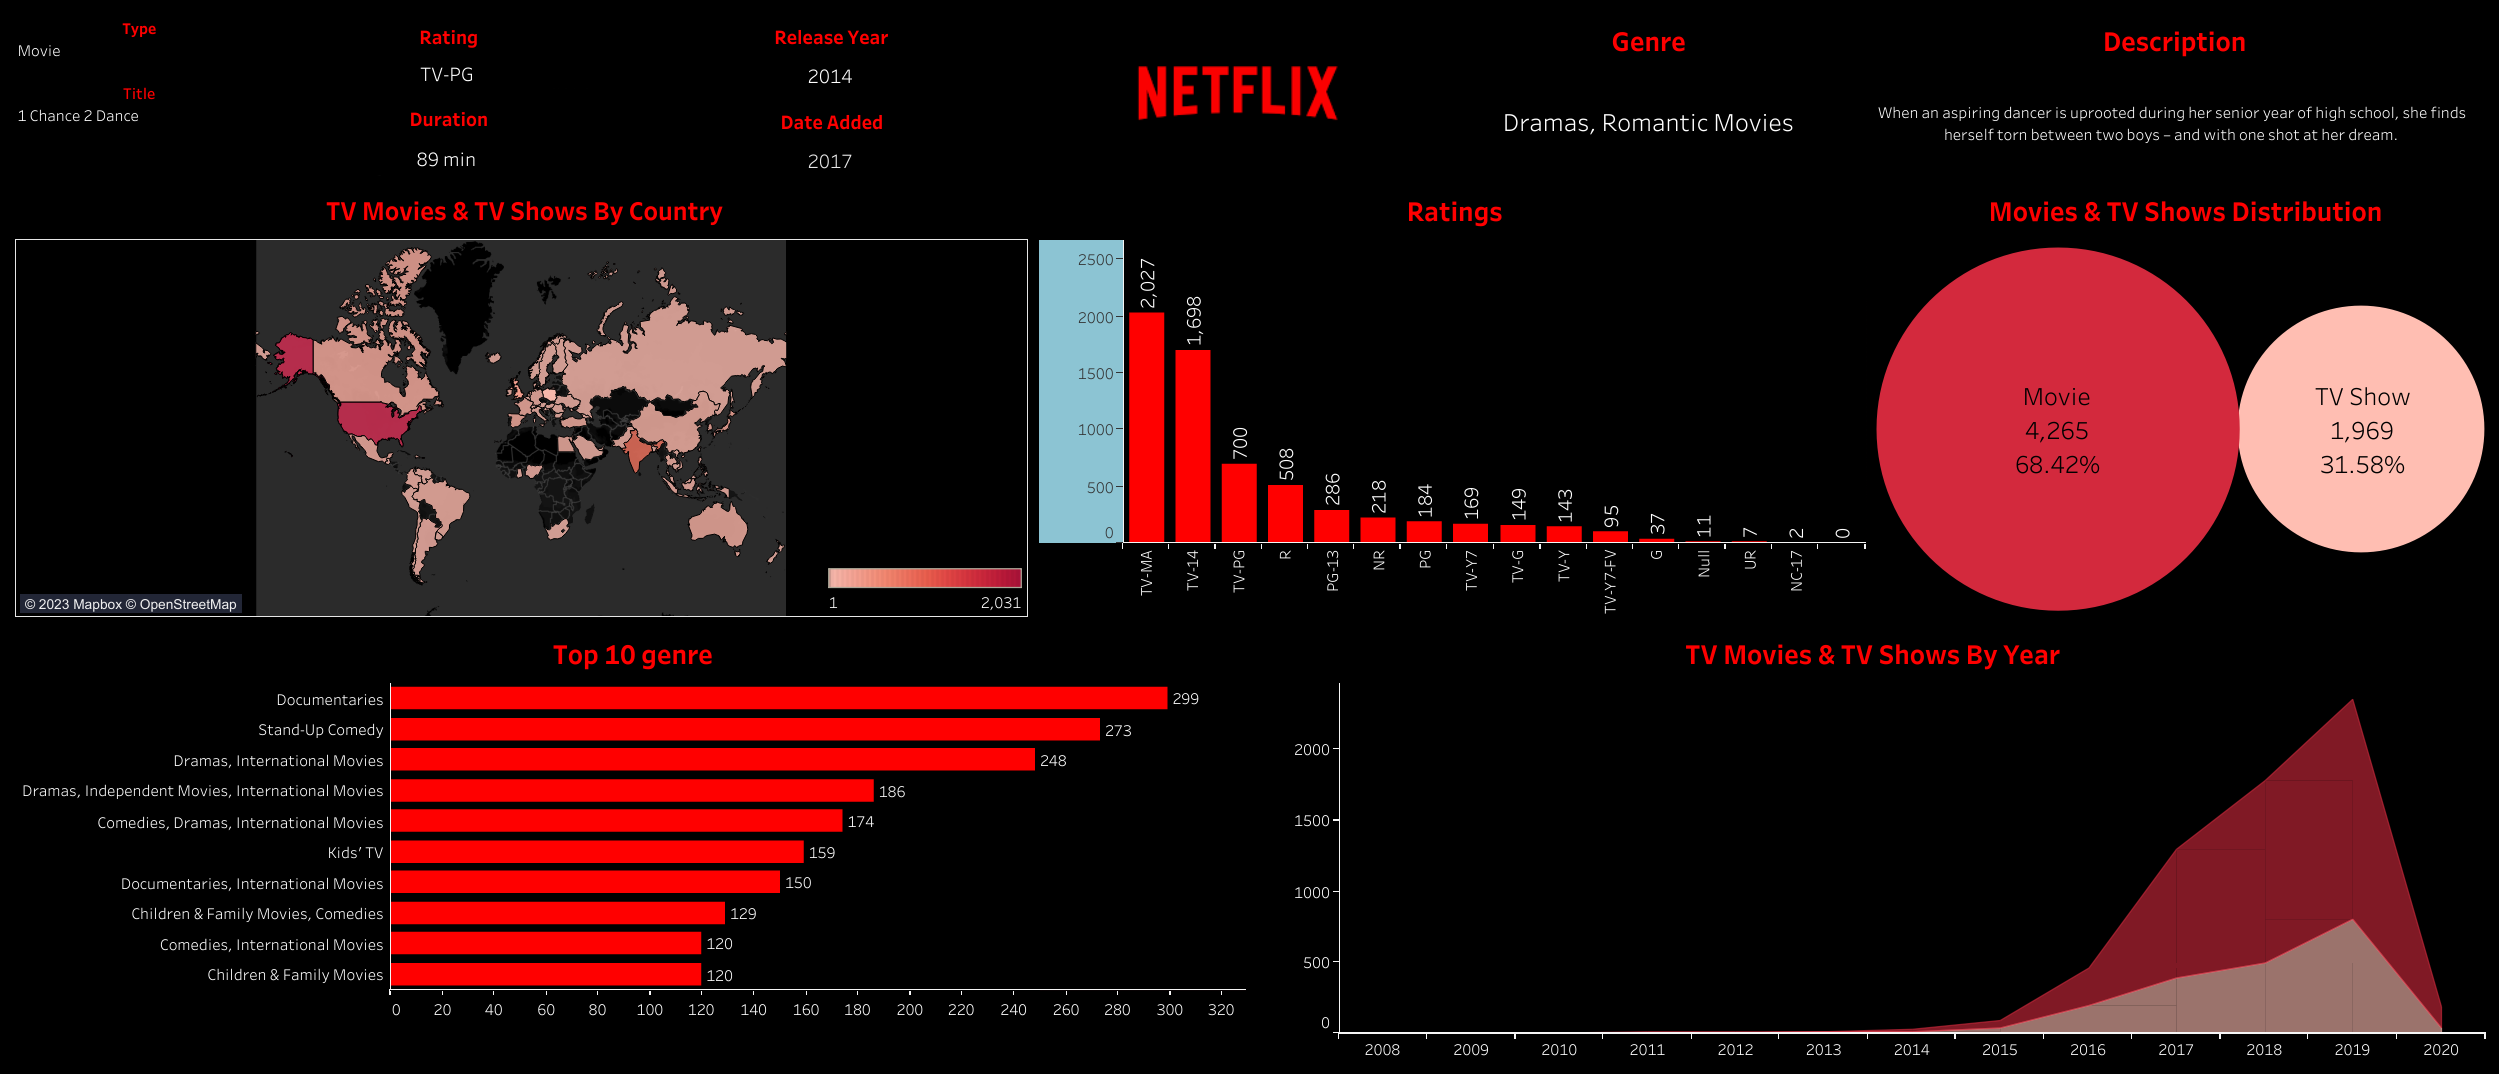 Type
Movie
Title
1 Chance 2 Dance
Rating
TV-PG
Duration
89 min
Release Year
2014
Date Added
2017
NETFLIX
Genre
Dramas, Romantic Movies
Description
When an aspiring dancer is uprooted during her senior year of high school, she finds
herself torn between two boys – and with one shot at her dream.
TV Movies & TV Shows By Country
© 2023 Mapbox © OpenStreetMap
1 2,031
Ratings
2500
2000
1500
1000
500
0
2,027
1,698
700
508
286
218
184
169
149
143
95
37
11
7
2
0
TV-MA
TV-14
TV-PG
R
PG-13
NR
PG
TV-Y7
TV-G
TV-Y
TV-Y7-FV
G
Null
UR
NC-17
Movies & TV Shows Distribution
Movie
4,265
68.42%
TV Show
1,969
31.58%
Top 10 genre
Documentaries 299
Stand-Up Comedy 273
Dramas, International Movies 248
Dramas, Independent Movies, International Movies 186
Comedies, Dramas, International Movies 174
Kids' TV 159
Documentaries, International Movies 150
Children & Family Movies, Comedies 129
Comedies, International Movies 120
Children & Family Movies 120
0 20 40 60 80 100 120 140 160 180 200 220 240 260 280 300 320
TV Movies & TV Shows By Year
2000
1500
1000
500
0
2008 2009 2010 2011 2012 2013 2014 2015 2016 2017 2018 2019 2020